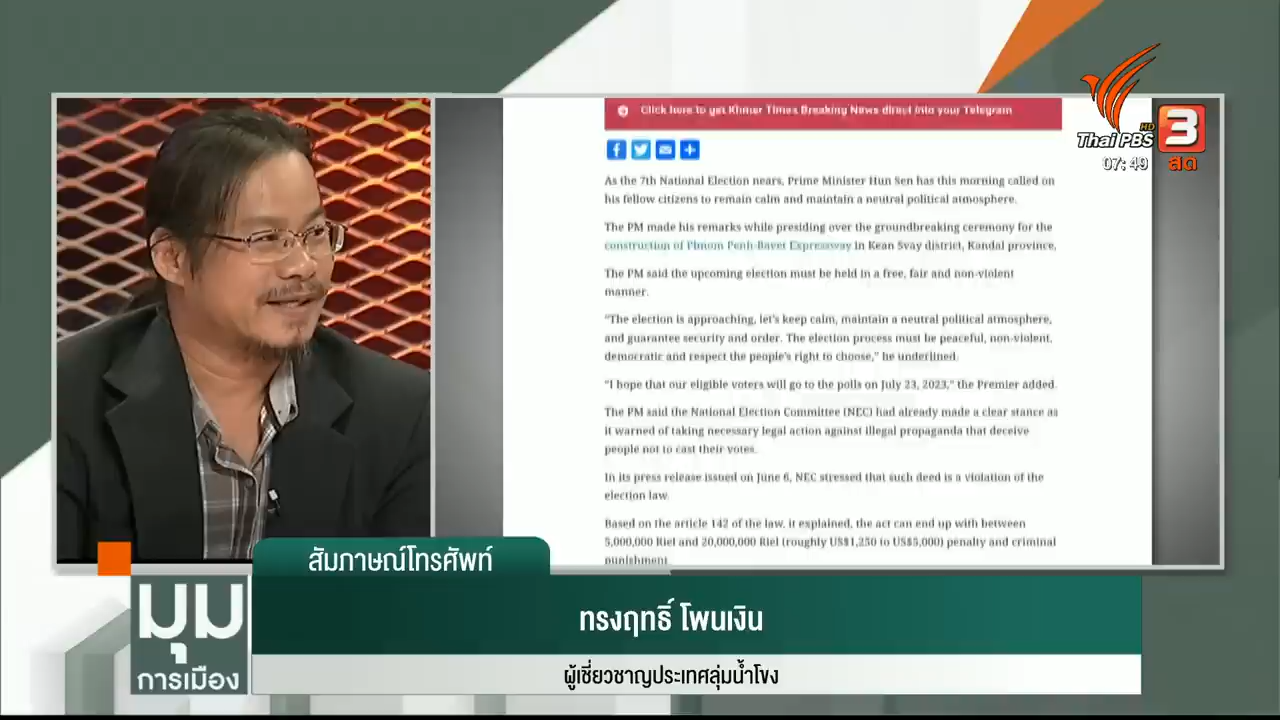 Click here to get Khmer Times Breaking News direct into your Telegram
Thai PBS HD 3
07:49 สด
As the 7th National Election nears, Prime Minister Hun Sen has this morning called on
his fellow citizens to remain calm and maintain a neutral political atmosphere.
The PM made his remarks while presiding over the groundbreaking ceremony for the
construction of Phnom Penh-Bavet Expressway in Kean Svay district, Kandal province.
The PM said the upcoming election must be held in a free, fair and non-violent
manner.
“The election is approaching, let's keep calm, maintain a neutral political atmosphere,
and guarantee security and order. The election process must be peaceful, non-violent,
democratic and respect the people's right to choose,” he underlined.
“I hope that our eligible voters will go to the polls on July 23, 2023,” the Premier added.
The PM said the National Election Committee (NEC) had already made a clear stance as
it warned of taking necessary legal action against illegal propaganda that deceive
people not to cast their votes.
In its press release issued on June 6, NEC stressed that such deed is a violation of the
election law.
Based on the article 142 of the law, it explained, the act can end up with between
5,000,000 Riel and 20,000,000 Riel (roughly US$1,250 to US$5,000) penalty and criminal
punishment
สัมภาษณ์โทรศัพท์
มุม
การเมือง
ทรงฤทธิ์ โพนเงิน
ผู้เชี่ยวชาญประเทศลุ่มน้ำโขง